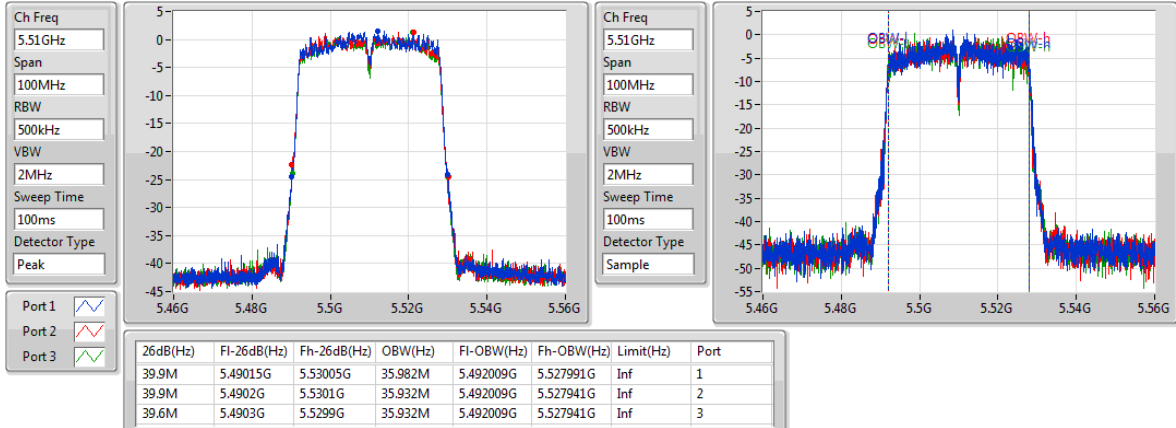 Ch Freq
5.51GHz
Span
100MHz
RBW
500kHz
VBW
2MHz
Sweep Time
100ms
Detector Type
Peak
Port 1
Port 2
Port 3
5
0
-5
-10
-15
-20
-25
-30
-35
-40
-45
5.46G 5.48G 5.5G 5.52G 5.54G 5.56G
Ch Freq
5.51GHz
Span
100MHz
RBW
500kHz
VBW
2MHz
Sweep Time
100ms
Detector Type
Sample
5
0
-5
-10
-15
-20
-25
-30
-35
-40
-45
-50
-55
5.46G 5.48G 5.5G 5.52G 5.54G 5.56G
OBW-h
26dB(Hz) Fl-26dB(Hz) Fh-26dB(Hz) OBW(Hz) Fl-OBW(Hz) Fh-OBW(Hz) Limit(Hz) Port
39.9M 5.49015G 5.53005G 35.982M 5.492009G 5.527991G Inf 1
39.9M 5.4902G 5.5301G 35.932M 5.492009G 5.527941G Inf 2
39.6M 5.4903G 5.5299G 35.932M 5.492009G 5.527941G Inf 3